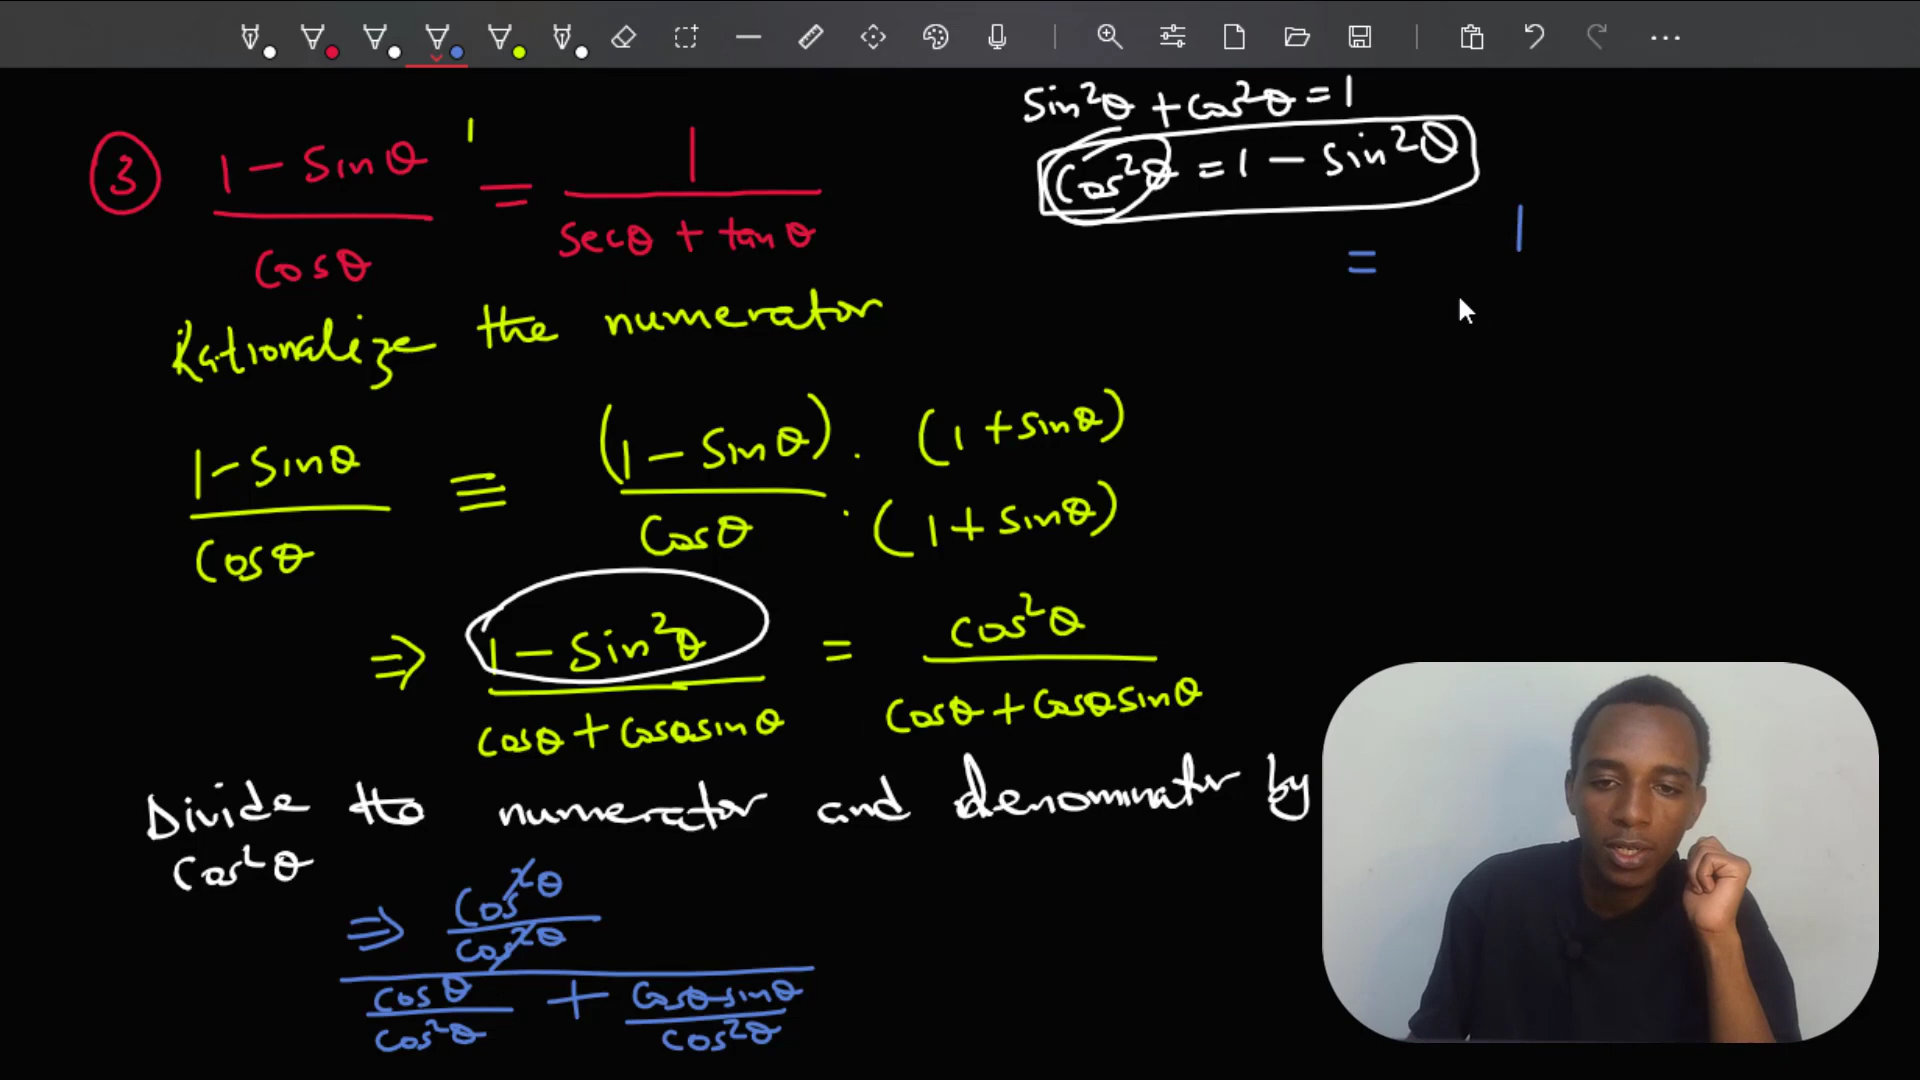 ③ (1 - Sinθ)/Cosθ = 1/(secθ + tanθ)
Sin²θ + Cos²θ = 1
Cos²θ = 1 - Sin²θ
= 1
Rationalize the numerator
(1 - Sinθ)/Cosθ ≡ (1 - Sinθ)/Cosθ · (1 + Sinθ)/(1 + Sinθ)
⇒ (1 - Sin²θ)/(Cosθ + CosθSinθ) = Cos²θ/(Cosθ + CosθSinθ)
Divide the numerator and denominator by
Cos²θ
⇒ (Cos²θ/Cos²θ)/(Cosθ/Cos²θ + CosθSinθ/Cos²θ)